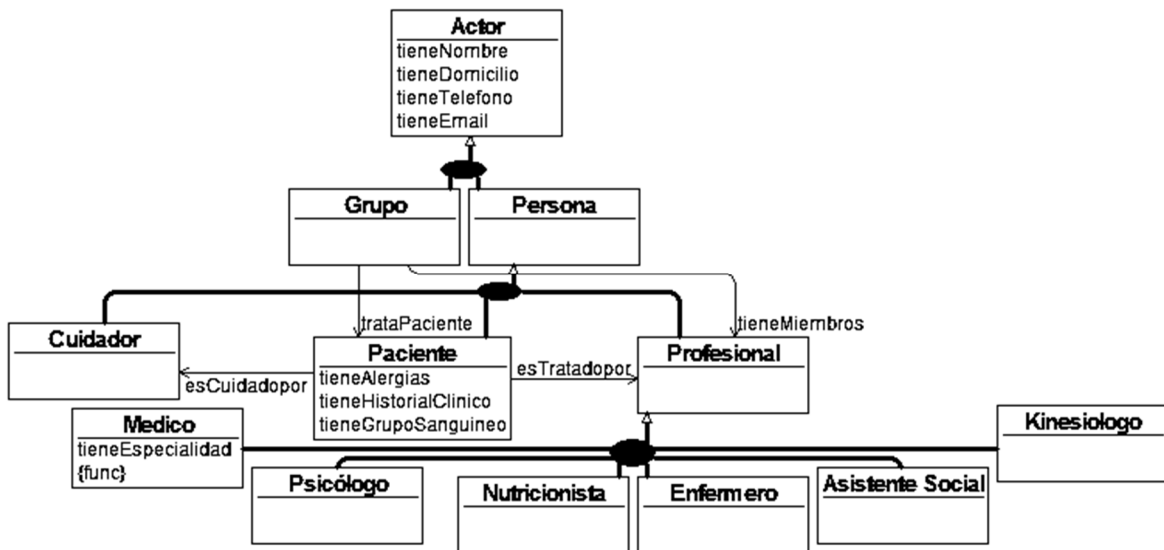 Actor
tieneNombre
tieneDomicilio
tieneTelefono
tieneEmail
Grupo
Persona
trataPaciente
tieneMiembros
Cuidador
Paciente
tieneAlergias
tieneHistorialClinico
tieneGrupoSanguineo
Profesional
esCuidadopor
esTratadopor
Medico
tieneEspecialidad
{func}
Kinesiologo
Psicólogo
Nutricionista
Enfermero
Asistente Social